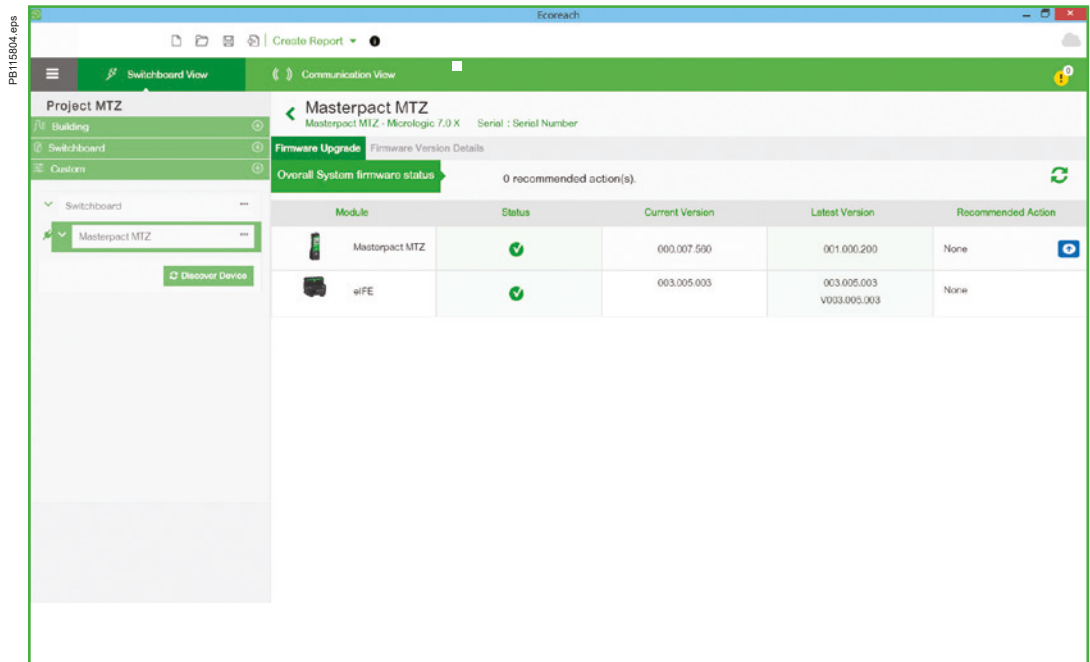 PB115804.eps
Ecoreach
Create Report
Switchboard View
Communication View
0
Project MTZ
Building
Switchboard
Custom
Switchboard
Masterpact MTZ
Discover Device
Masterpact MTZ
Masterpact MTZ - Micrologic 7.0 X Serial : Serial Number
Firmware Upgrade Firmware Version Details
Overall System firmware status 0 recommended action(s).
Module Status Current Version Latest Version Recommended Action
Masterpact MTZ 000.007.560 001.000.200 None
eIFE 003.005.003 003.005.003 None
V003.005.003